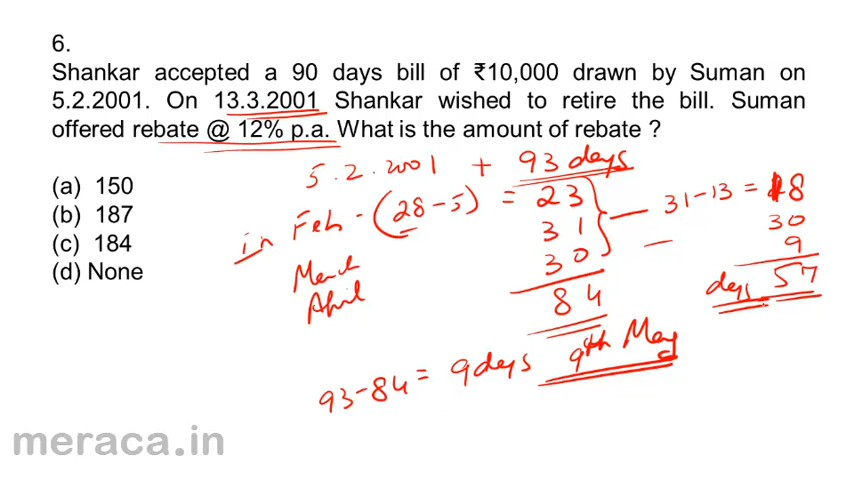 6.
Shankar accepted a 90 days bill of ₹10,000 drawn by Suman on
5.2.2001. On 13.3.2001 Shankar wished to retire the bill. Suman
offered rebate @ 12% p.a. What is the amount of rebate ?
(a) 150
(b) 187
(c) 184
(d) None
5.2.2001 + 93 days
in Feb - (28-5) = 23
March 31
April 30
84
93-84 = 9days 9th May
31-13 = 18
30
9
days 57
meraca.in